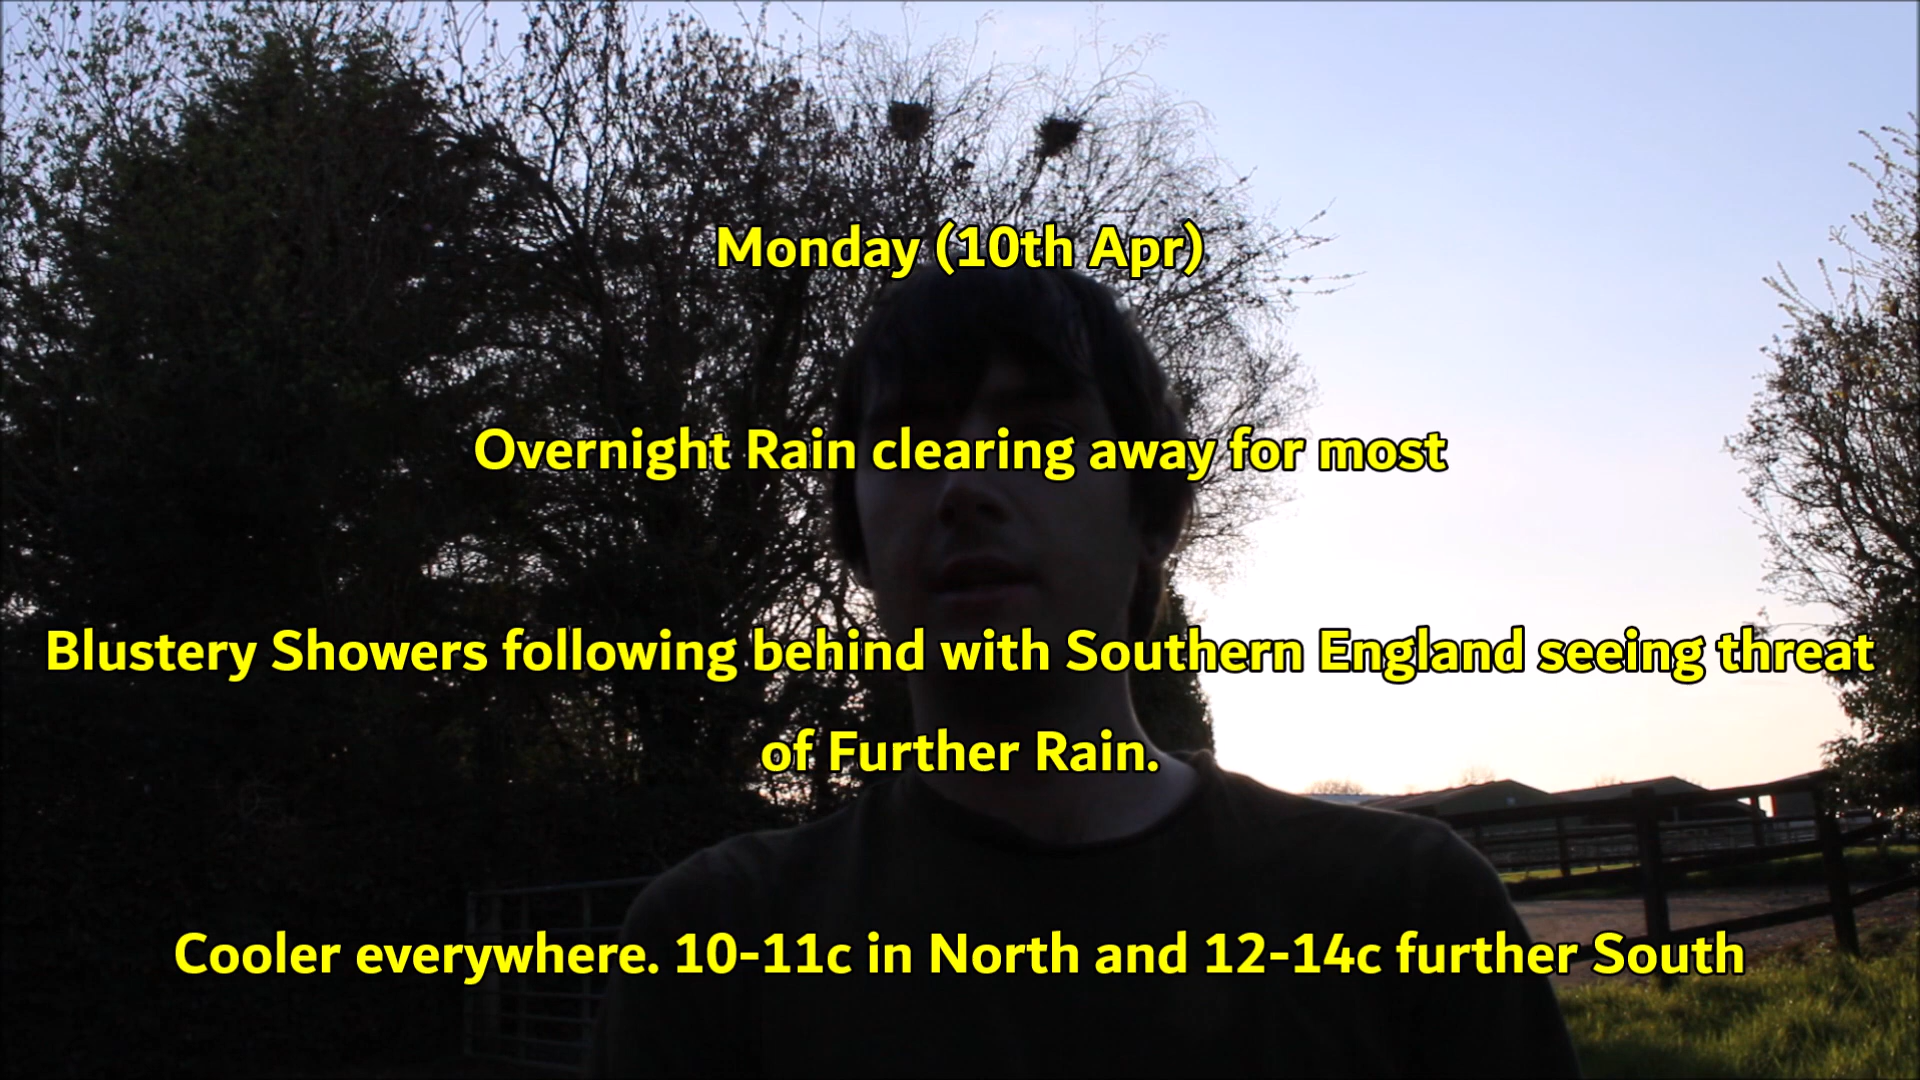 Monday (10th Apr)
Overnight Rain clearing away for most
Blustery Showers following behind with Southern England seeing threat
of Further Rain.
Cooler everywhere. 10-11c in North and 12-14c further South